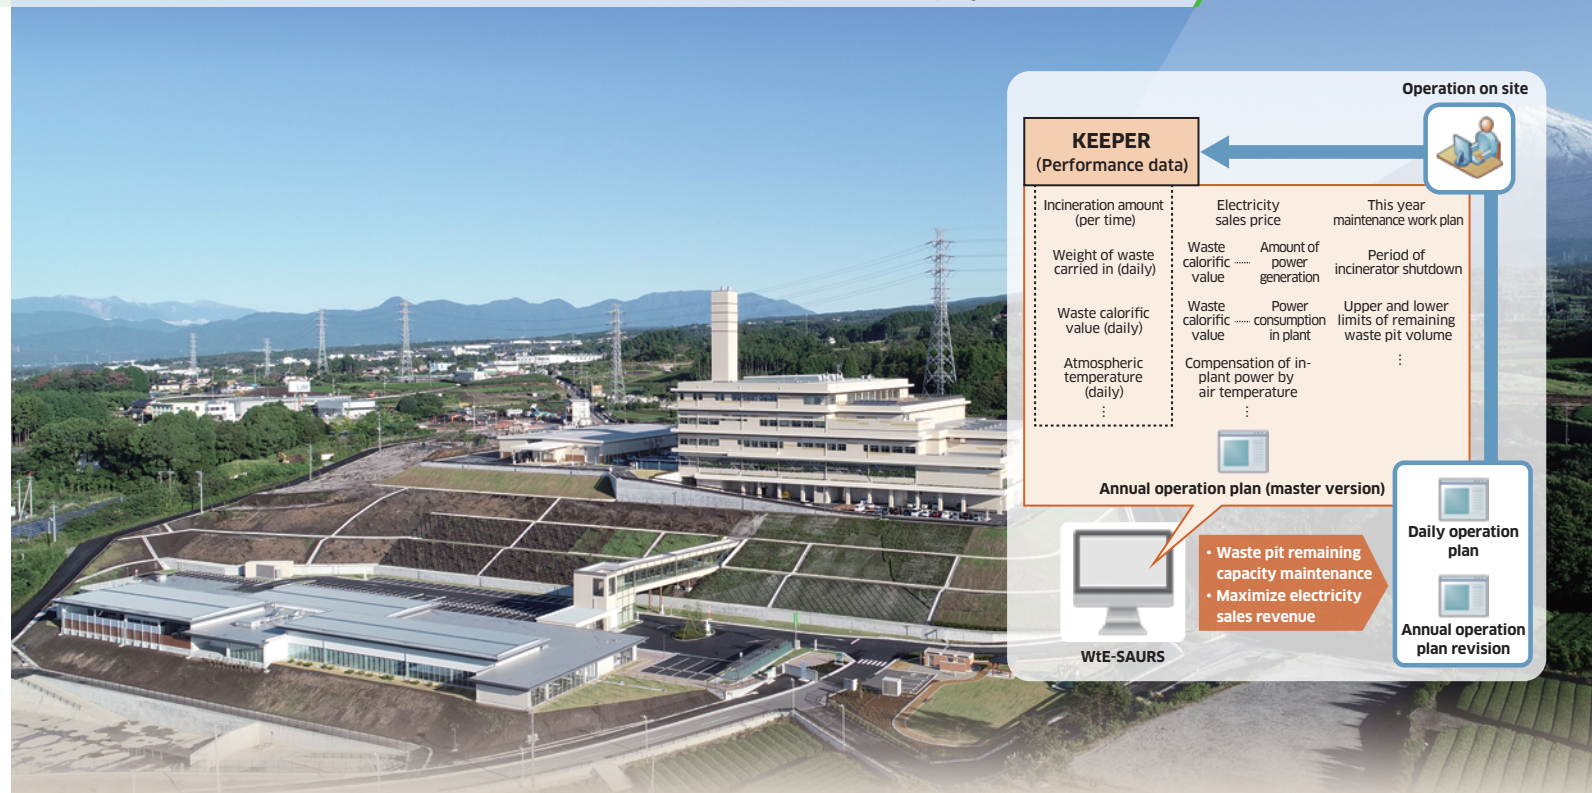 Operation on site
KEEPER
(Performance data)
Incineration amount
(per time)
Weight of waste
carried in (daily)
Waste calorific
value (daily)
Atmospheric
temperature
(daily)
⋮
Electricity
sales price
Waste
calorific
value
······
Amount of
power
generation
Waste
calorific
value
······
Power
consumption
in plant
Compensation of in-
plant power by
air temperature
⋮
This year
maintenance work plan
Period of
incinerator shutdown
Upper and lower
limits of remaining
waste pit volume
⋮
Annual operation plan (master version)
WtE-SAURS
• Waste pit remaining
capacity maintenance
• Maximize electricity
sales revenue
Daily operation
plan
Annual operation
plan revision